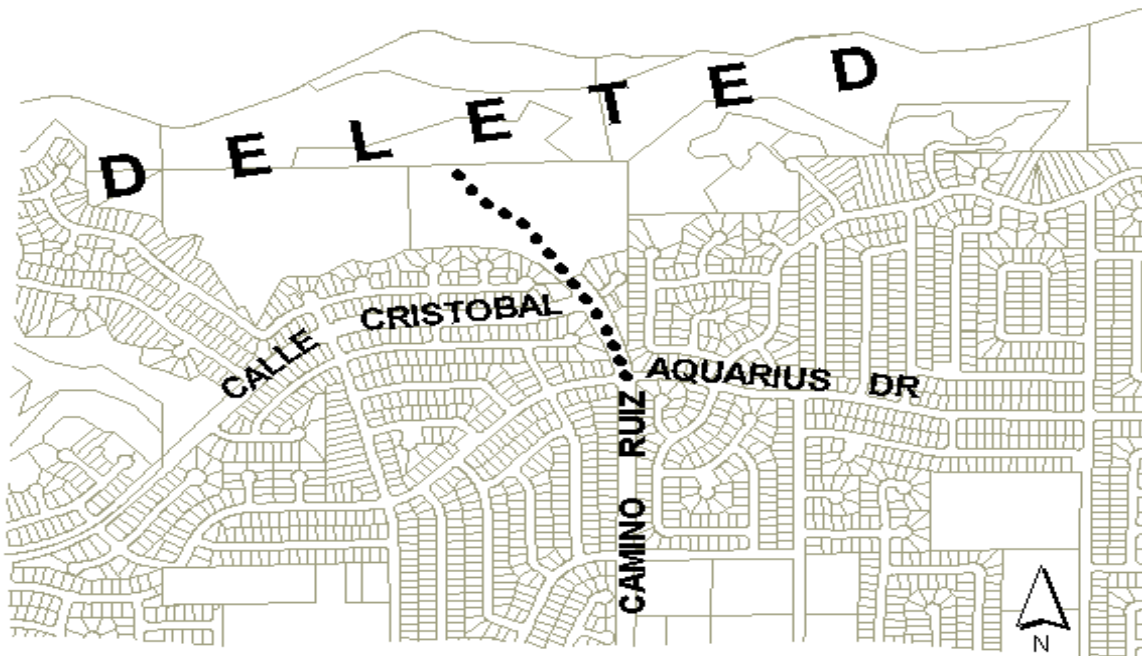 DELETED
CALLE CRISTOBAL
AQUARIUS DR
CAMINO RUIZ
N